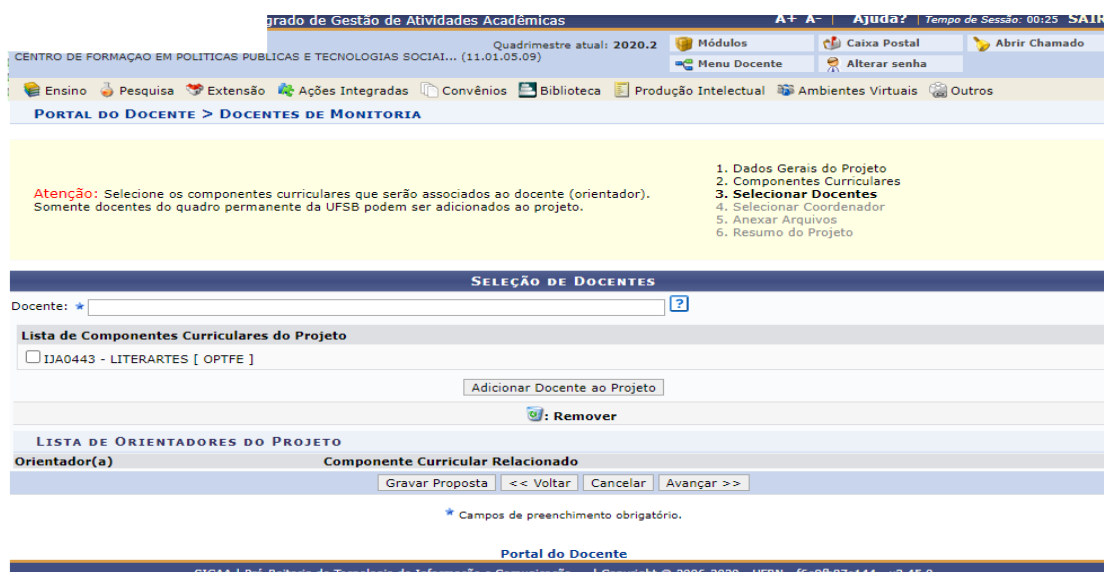 grado de Gestão de Atividades Acadêmicas A+ A- | Ajuda? | Tempo de Sessão: 00:25 SAIR
Quadrimestre atual: 2020.2
CENTRO DE FORMAÇAO EM POLITICAS PUBLICAS E TECNOLOGIAS SOCIAI... (11.01.05.09)
Módulos Caixa Postal Abrir Chamado
Menu Docente Alterar senha
Ensino Pesquisa Extensão Ações Integradas Convênios Biblioteca Produção Intelectual Ambientes Virtuais Outros
PORTAL DO DOCENTE > DOCENTES DE MONITORIA
Atenção: Selecione os componentes curriculares que serão associados ao docente (orientador).
Somente docentes do quadro permanente da UFSB podem ser adicionados ao projeto.
1. Dados Gerais do Projeto
2. Componentes Curriculares
3. Selecionar Docentes
4. Selecionar Coordenador
5. Anexar Arquivos
6. Resumo do Projeto
SELEÇÃO DE DOCENTES
Docente: ?
Lista de Componentes Curriculares do Projeto
IJA0443 - LITERARTES [ OPTFE ]
Adicionar Docente ao Projeto
: Remover
LISTA DE ORIENTADORES DO PROJETO
Orientador(a) Componente Curricular Relacionado
Gravar Proposta << Voltar Cancelar Avançar >>
Campos de preenchimento obrigatório.
Portal do Docente